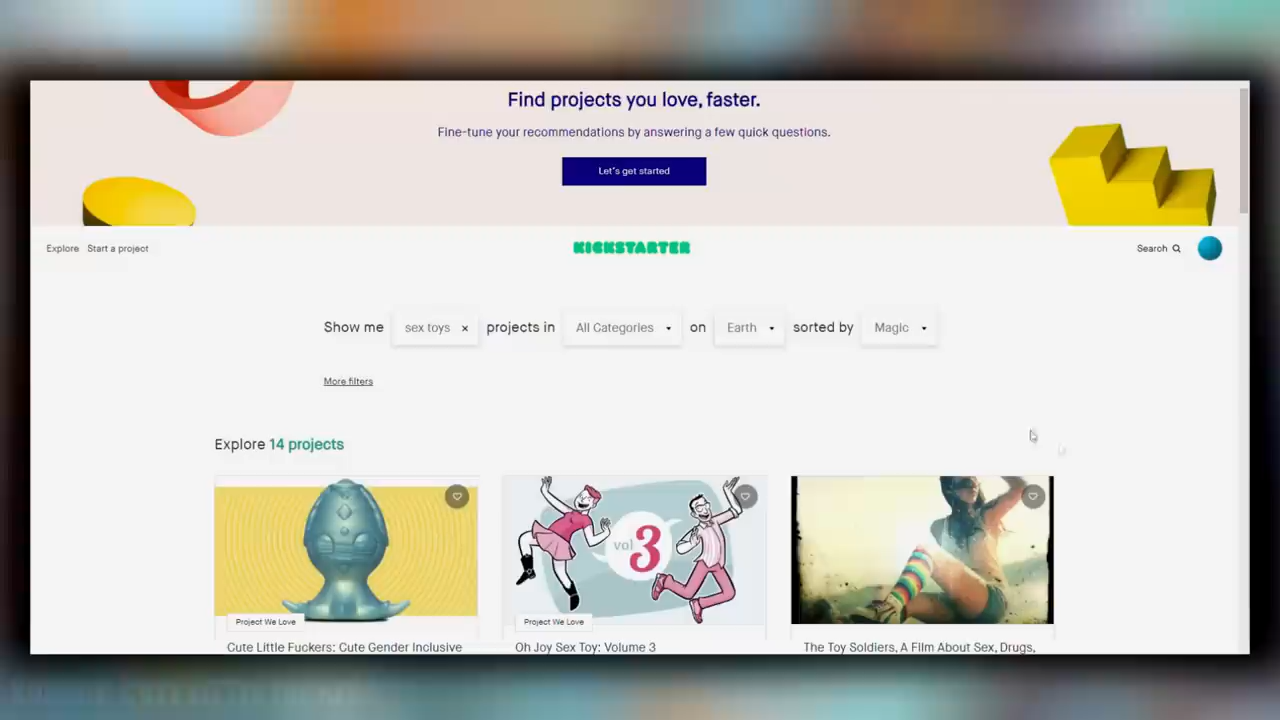 Find projects you love, faster.
Fine-tune your recommendations by answering a few quick questions.
Let's get started
Explore Start a project KICKSTARTER Search
Show me sex toys × projects in All Categories on Earth sorted by Magic
More filters
Explore 14 projects
vol 3
Project We Love Project We Love
Cute Little Fuckers: Cute Gender Inclusive Oh Joy Sex Toy: Volume 3 The Toy Soldiers, A Film About Sex, Drugs,